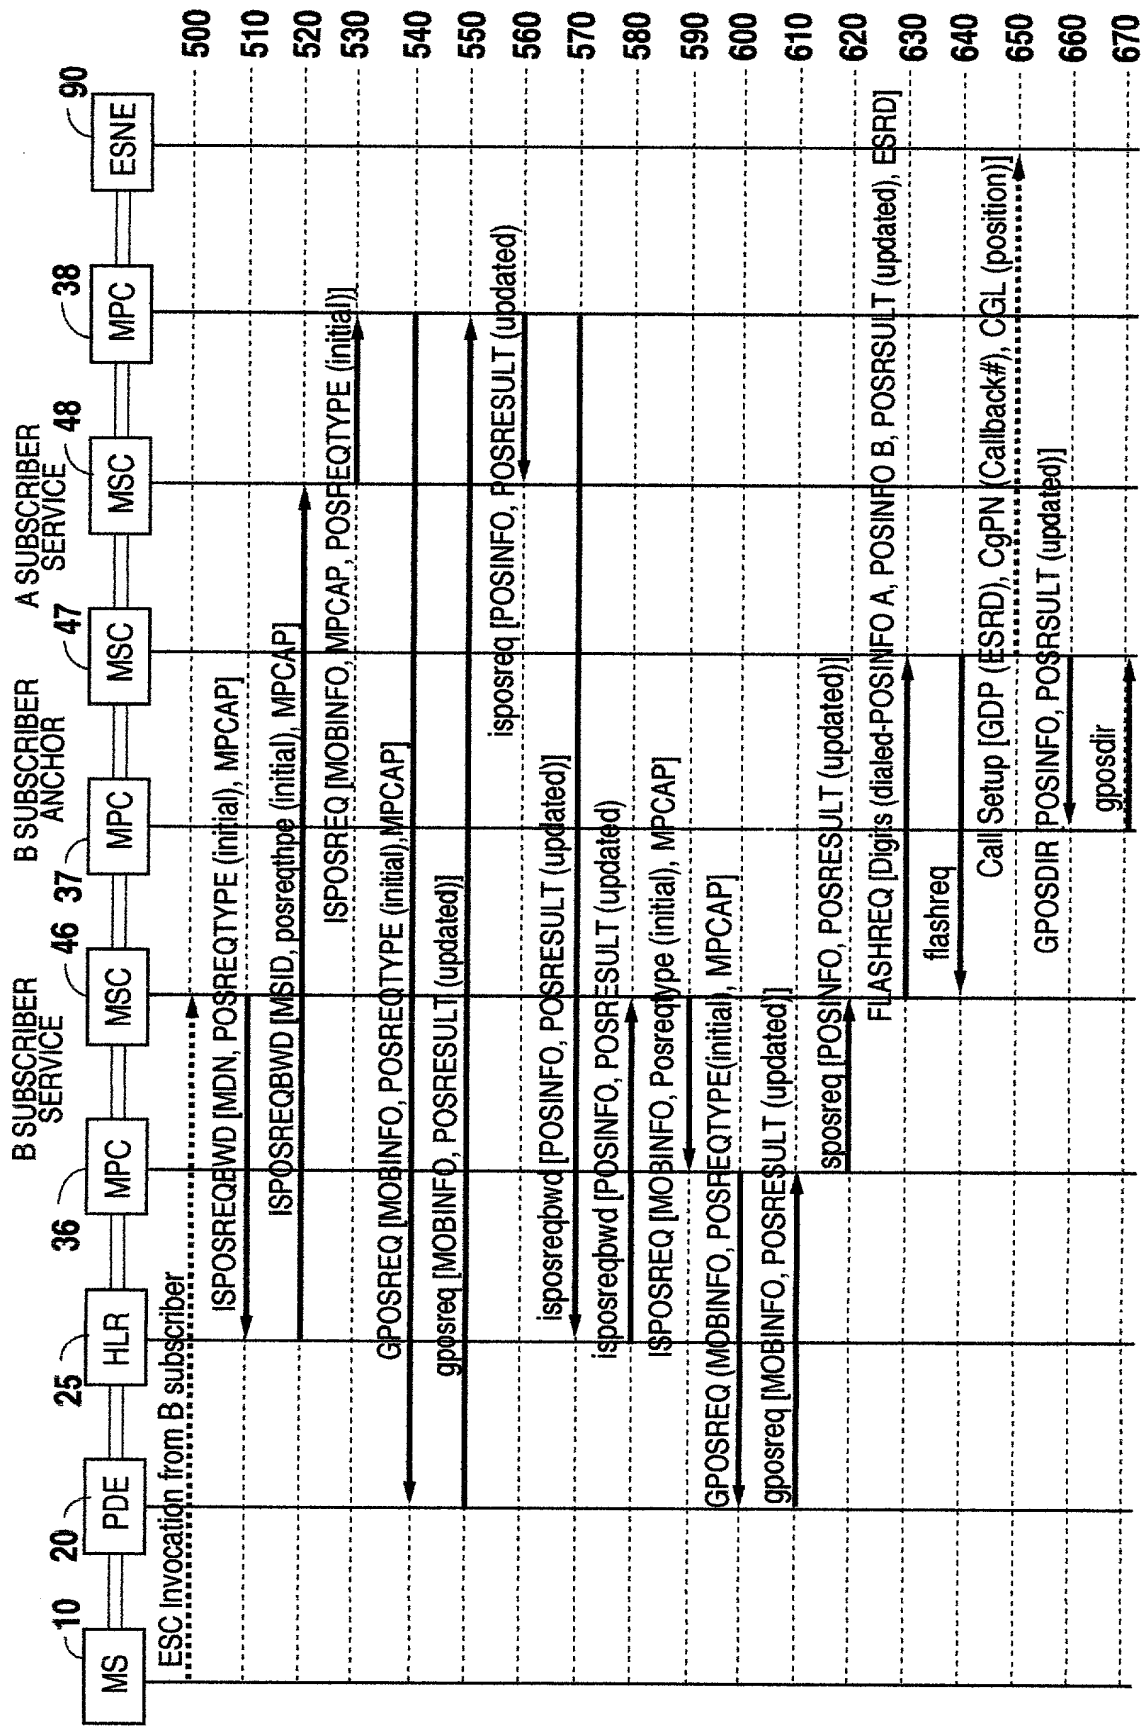 B SUBSCRIBER
SERVICE
B SUBSCRIBER
ANCHOR
A SUBSCRIBER
SERVICE
10
20
25
36
46
37
47
48
38
90
MS
PDE
HLR
MPC
MSC
MPC
MSC
MSC
MPC
ESNE
ESC Invocation from B subscriber
500
ISPOSREQBWD [MDN, POSREQTYPE (initial), MPCAP]
510
ISPOSREQBWD [MSID, posreqthpe (initial), MPCAP]
520
ISPOSREQ [MOBINFO, MPCAP, POSREQTYPE (initial)]
530
GPOSREQ [MOBINFO, POSREQTYPE (initial),MPCAP]
540
gposreq [MOBINFO, POSRESULT (updated)]
550
isposreq [POSINFO, POSRESULT (updated)
560
isposreqbwd [POSINFO, POSRESULT (updated)]
570
isposreqbwd [POSINFO, POSRESULT (updated)
580
ISPOSREQ [MOBINFO, Posreqtype (initial), MPCAP]
590
GPOSREQ (MOBINFO, POSREQTYPE(initial), MPCAP]
600
gposreq [MOBINFO, POSRESULT (updated)]
610
sposreq [POSINFO, POSRESULT (updated)]
620
FLASHREQ [Digits (dialed-POSINFO A, POSINFO B, POSRSULT (updated), ESRD]
630
flashreq
640
Call Setup [GDP (ESRD), CgPN (Callback#), CGL (position)]
650
GPOSDIR [POSINFO, POSRSULT (updated)]
660
gposdir
670